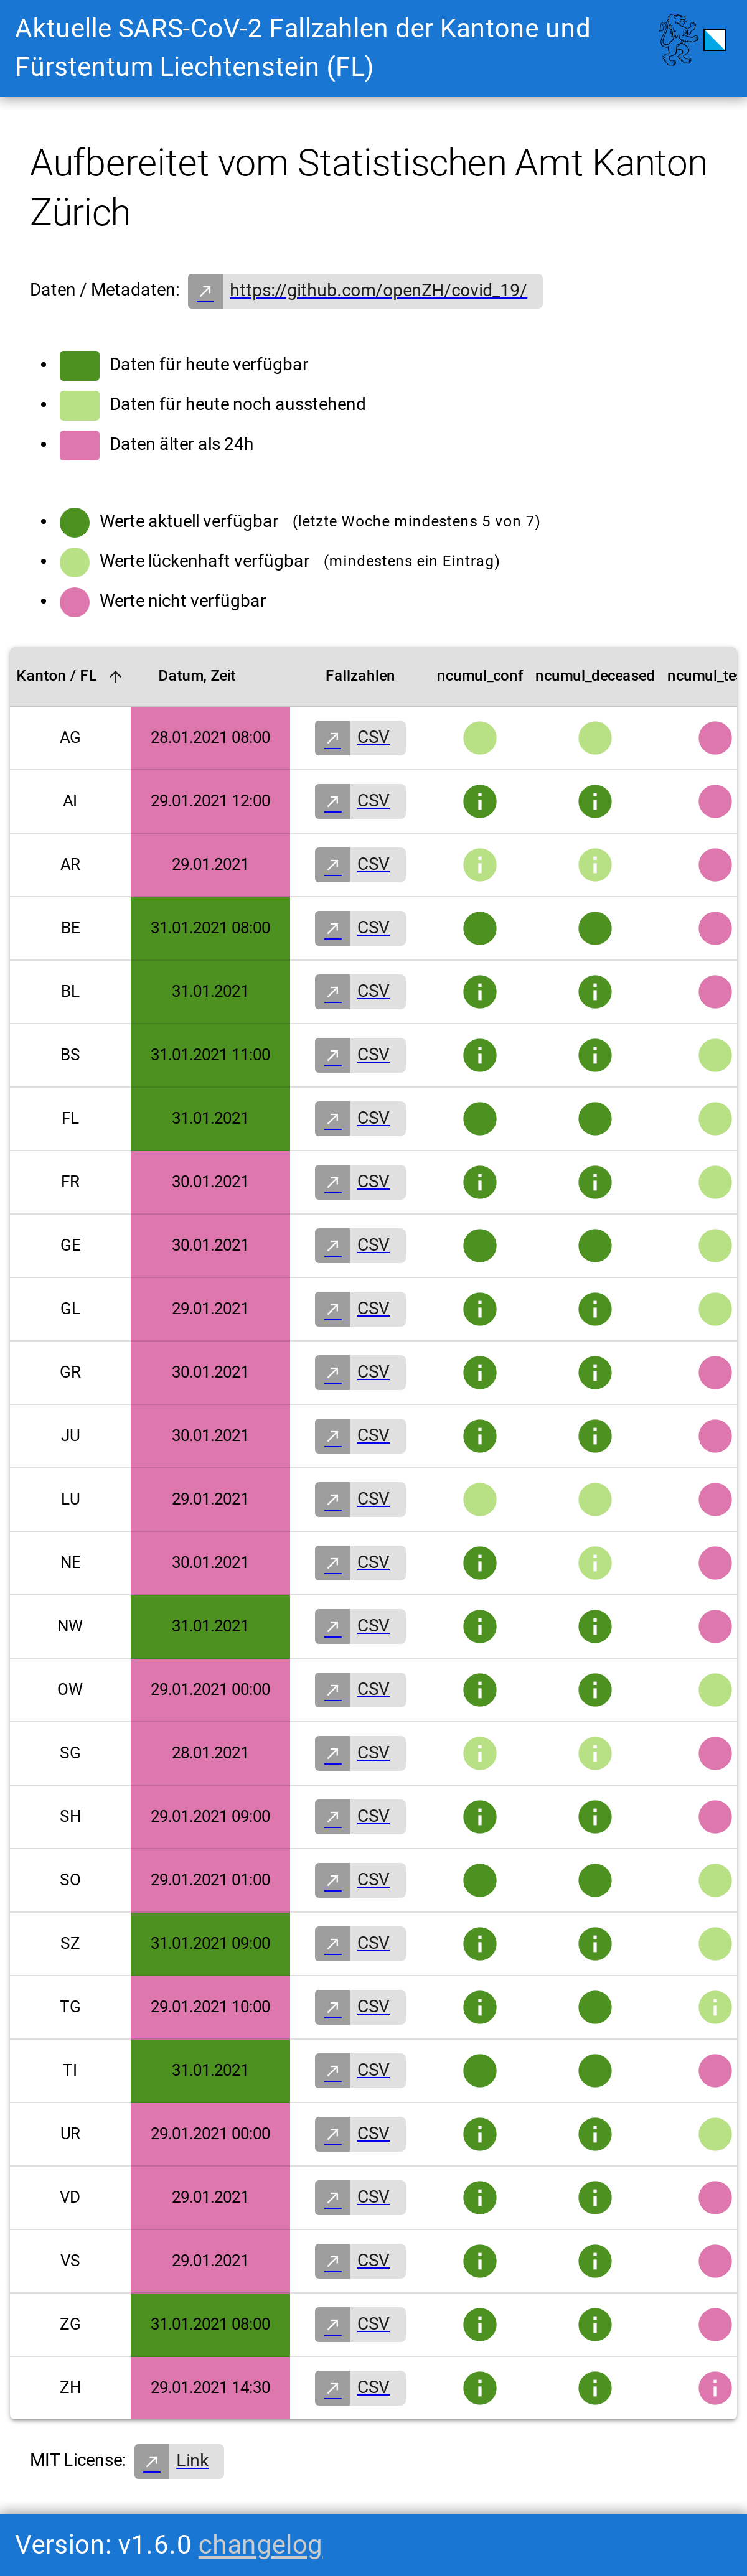 Aktuelle SARS-CoV-2 Fallzahlen der Kantone und
Fürstentum Liechtenstein (FL)
Aufbereitet vom Statistischen Amt Kanton
Zürich
Daten / Metadaten: https://github.com/openZH/covid_19/
Daten für heute verfügbar
Daten für heute noch ausstehend
Daten älter als 24h
Werte aktuell verfügbar (letzte Woche mindestens 5 von 7)
Werte lückenhaft verfügbar (mindestens ein Eintrag)
Werte nicht verfügbar
Kanton / FL Datum, Zeit Fallzahlen ncumul_conf ncumul_deceased ncumul_te
AG 28.01.2021 08:00 CSV
AI 29.01.2021 12:00 CSV
AR 29.01.2021 CSV
BE 31.01.2021 08:00 CSV
BL 31.01.2021 CSV
BS 31.01.2021 11:00 CSV
FL 31.01.2021 CSV
FR 30.01.2021 CSV
GE 30.01.2021 CSV
GL 29.01.2021 CSV
GR 30.01.2021 CSV
JU 30.01.2021 CSV
LU 29.01.2021 CSV
NE 30.01.2021 CSV
NW 31.01.2021 CSV
OW 29.01.2021 00:00 CSV
SG 28.01.2021 CSV
SH 29.01.2021 09:00 CSV
SO 29.01.2021 01:00 CSV
SZ 31.01.2021 09:00 CSV
TG 29.01.2021 10:00 CSV
TI 31.01.2021 CSV
UR 29.01.2021 00:00 CSV
VD 29.01.2021 CSV
VS 29.01.2021 CSV
ZG 31.01.2021 08:00 CSV
ZH 29.01.2021 14:30 CSV
MIT License: Link
Version: v1.6.0 changelog